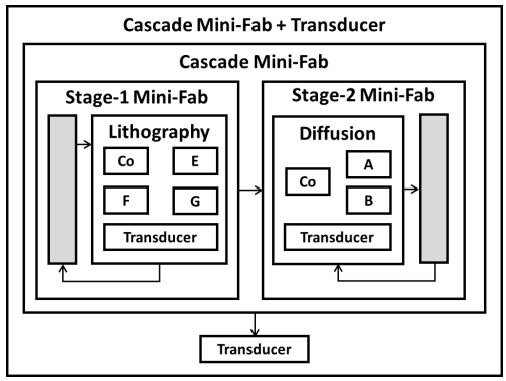 Cascade Mini-Fab + Transducer
Cascade Mini-Fab
Stage-1 Mini-Fab
Lithography
Co
E
F
G
Transducer
Stage-2 Mini-Fab
Diffusion
Co
A
B
Transducer
Transducer